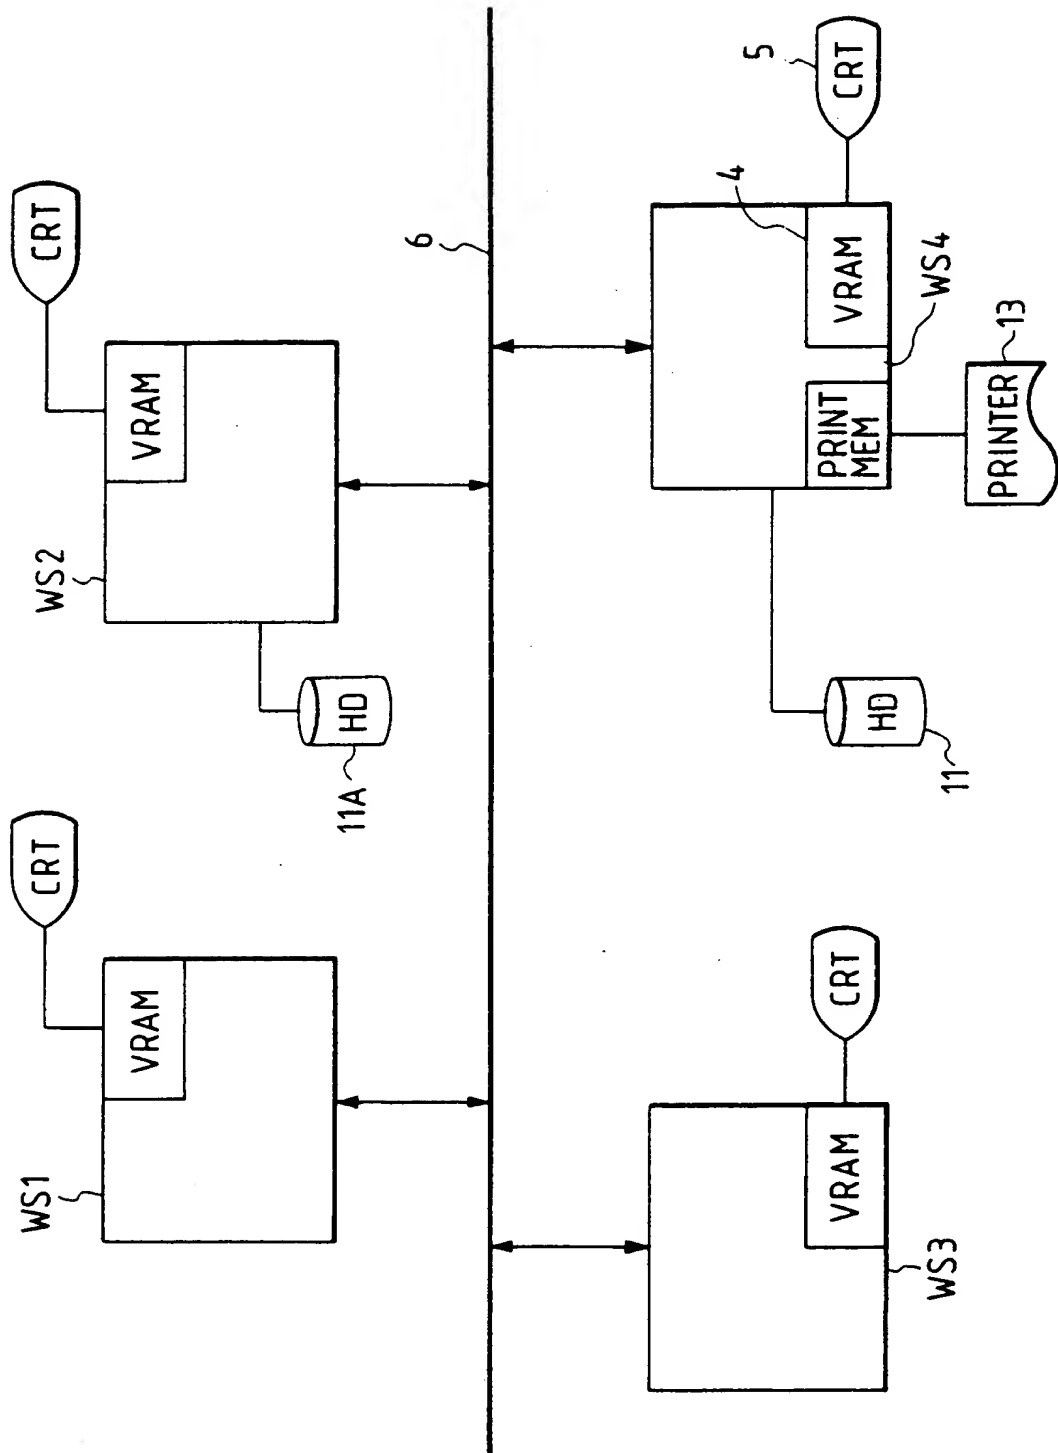 CRT
VRAM
WS1
CRT
VRAM
WS2
HD
11A
6
CRT
VRAM
WS3
5
CRT
4
VRAM
WS4
PRINT
MEM
PRINTER
13
HD
11